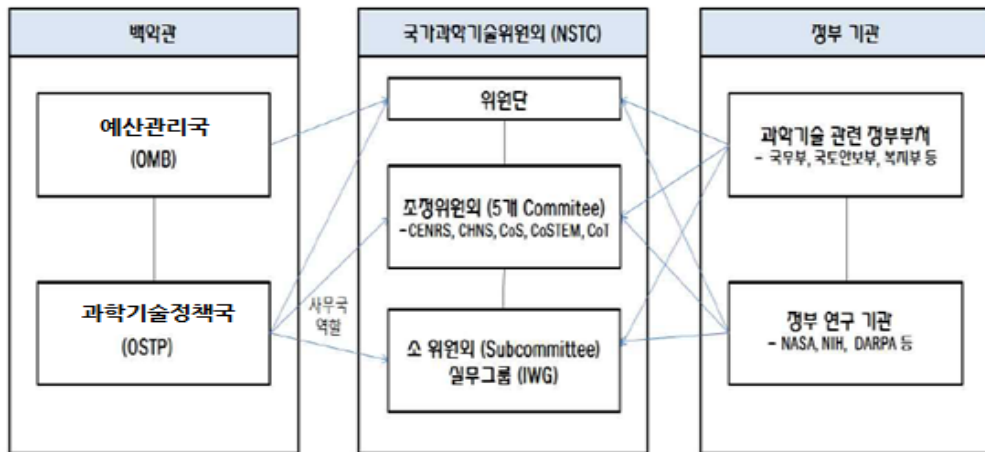 백악관
예산관리국
(OMB)
과학기술정책국
(OSTP)
사무국
역할
국가과학기술위원회 (NSTC)
위원단
조정위원회 (5개 Commitee)
-CENRS, CHNS, CoS, CoSTEM, CoT
소 위원회 (Subcommittee)
실무그룹 (IWG)
정부 기관
과학기술 관련 정부부처
- 국무부, 국토안보부, 복지부 등
정부 연구 기관
- NASA, NIH, DARPA 등